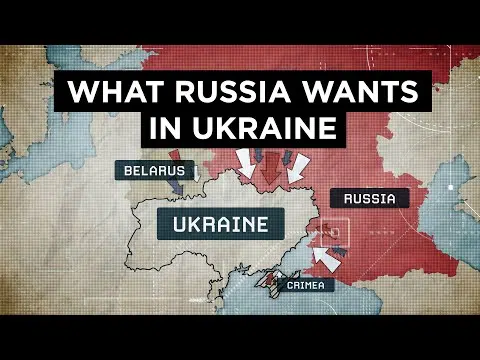 WHAT RUSSIA WANTS
IN UKRAINE
BELARUS
RUSSIA
UKRAINE
CRIMEA